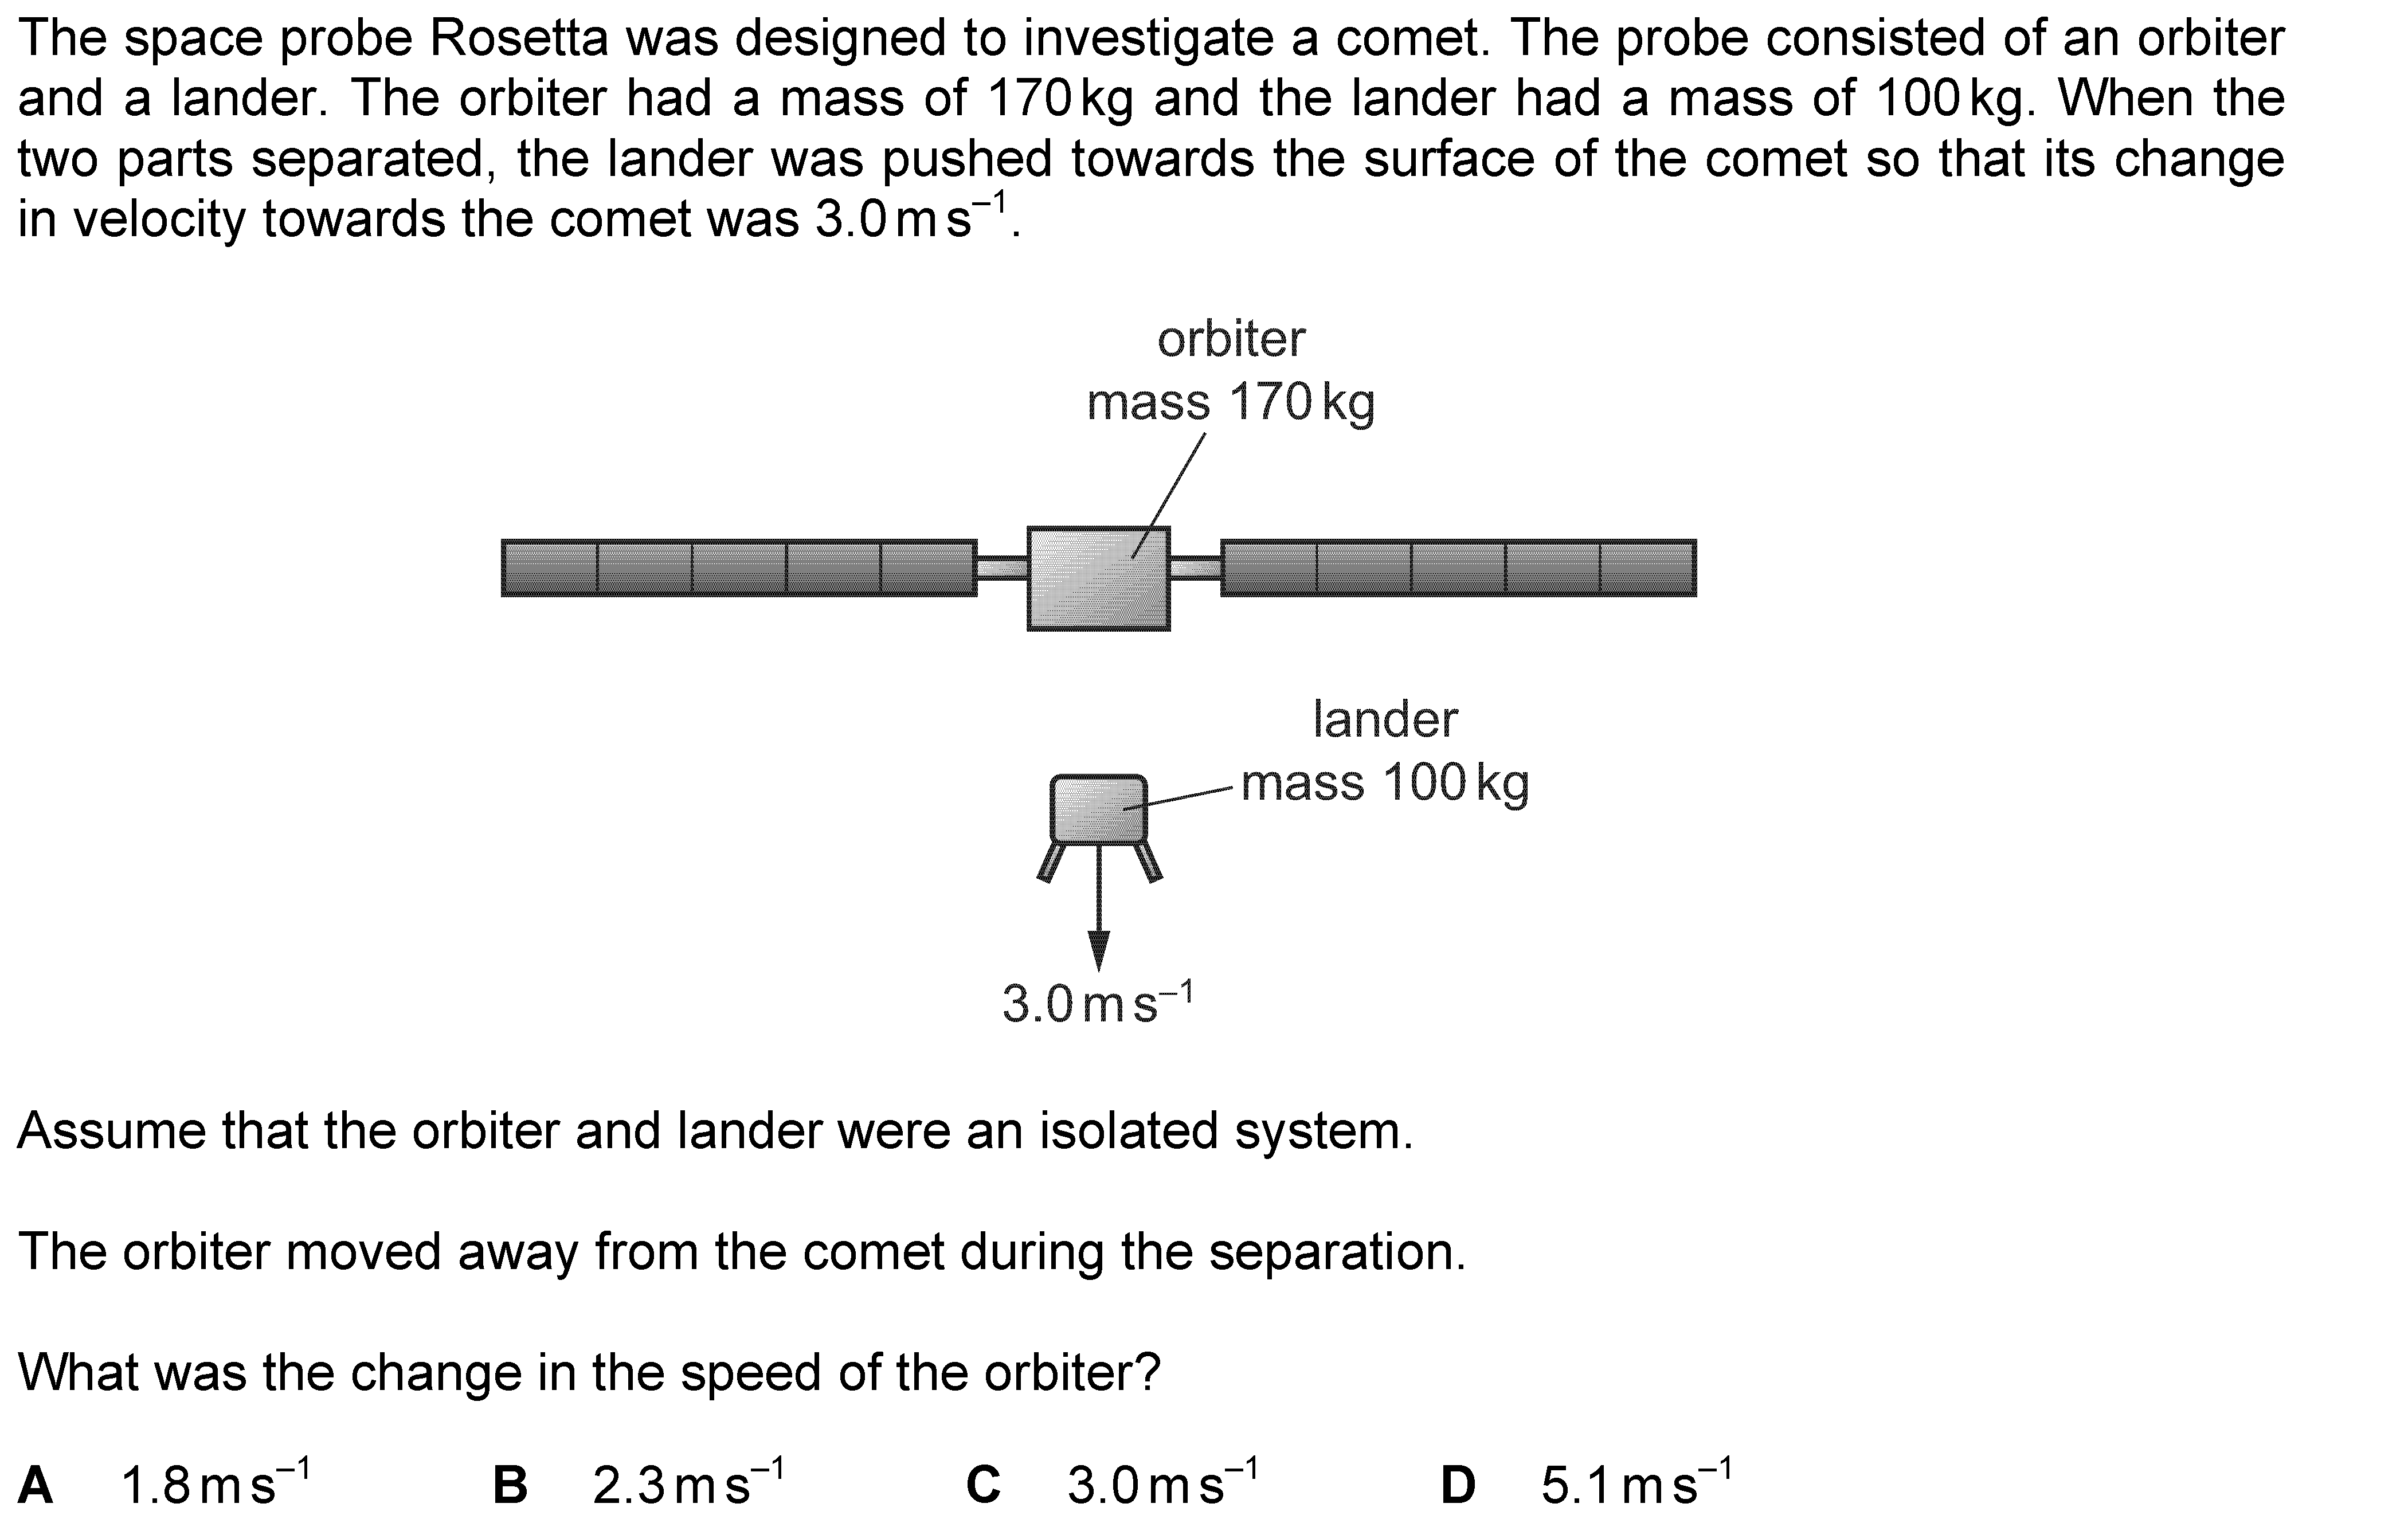 The space probe Rosetta was designed to investigate a comet. The probe consisted of an orbiter
and a lander. The orbiter had a mass of 170 kg and the lander had a mass of 100 kg. When the
two parts separated, the lander was pushed towards the surface of the comet so that its change
in velocity towards the comet was 3.0 m s⁻¹.
orbiter
mass 170 kg
lander
mass 100 kg
3.0 m s⁻¹
Assume that the orbiter and lander were an isolated system.
The orbiter moved away from the comet during the separation.
What was the change in the speed of the orbiter?
A 1.8 m s⁻¹ B 2.3 m s⁻¹ C 3.0 m s⁻¹ D 5.1 m s⁻¹